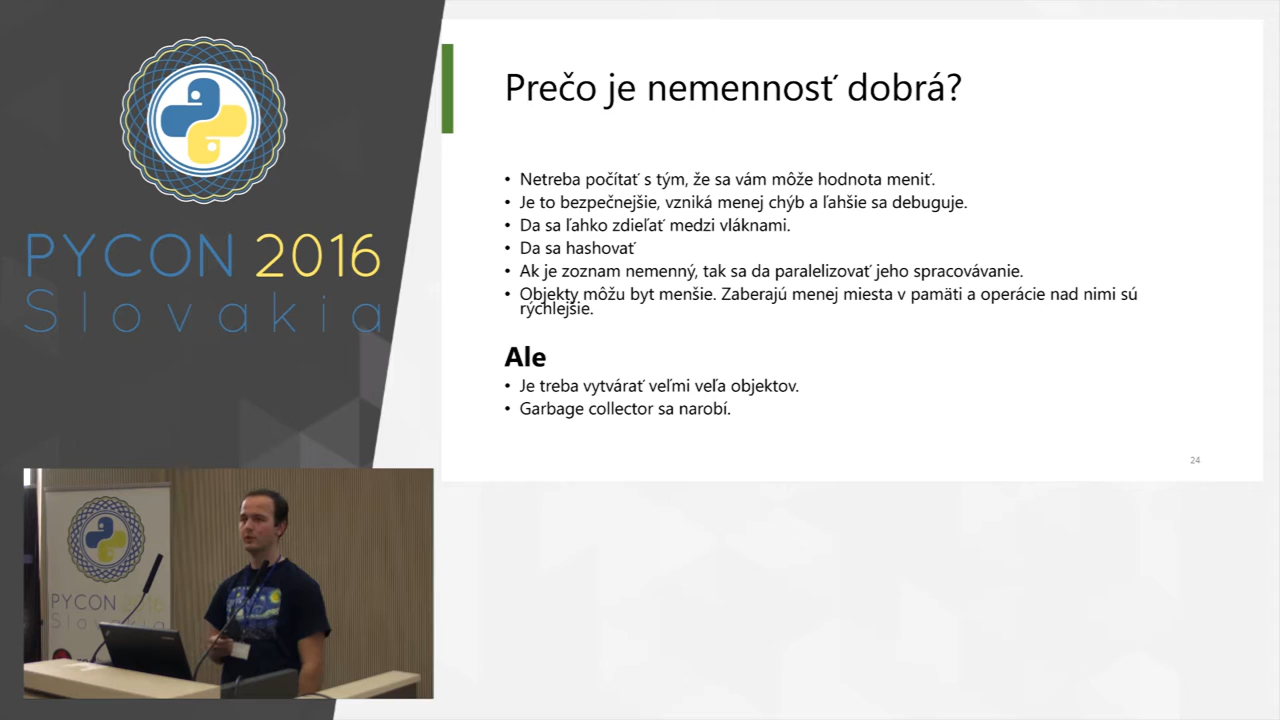 PYCON 2016
Slovakia
Prečo je nemennosť dobrá?
• Netreba počítať s tým, že sa vám môže hodnota meniť.
• Je to bezpečnejšie, vzniká menej chýb a ľahšie sa debuguje.
• Da sa ľahko zdieľať medzi vláknami.
• Da sa hashovať
• Ak je zoznam nemenný, tak sa da paralelizovať jeho spracovávanie.
• Objekty môžu byt menšie. Zaberajú menej miesta v pamäti a operácie nad nimi sú
rýchlejšie.
Ale
• Je treba vytvárať veľmi veľa objektov.
• Garbage collector sa narobí.
24
PYCON 2016
Slovakia